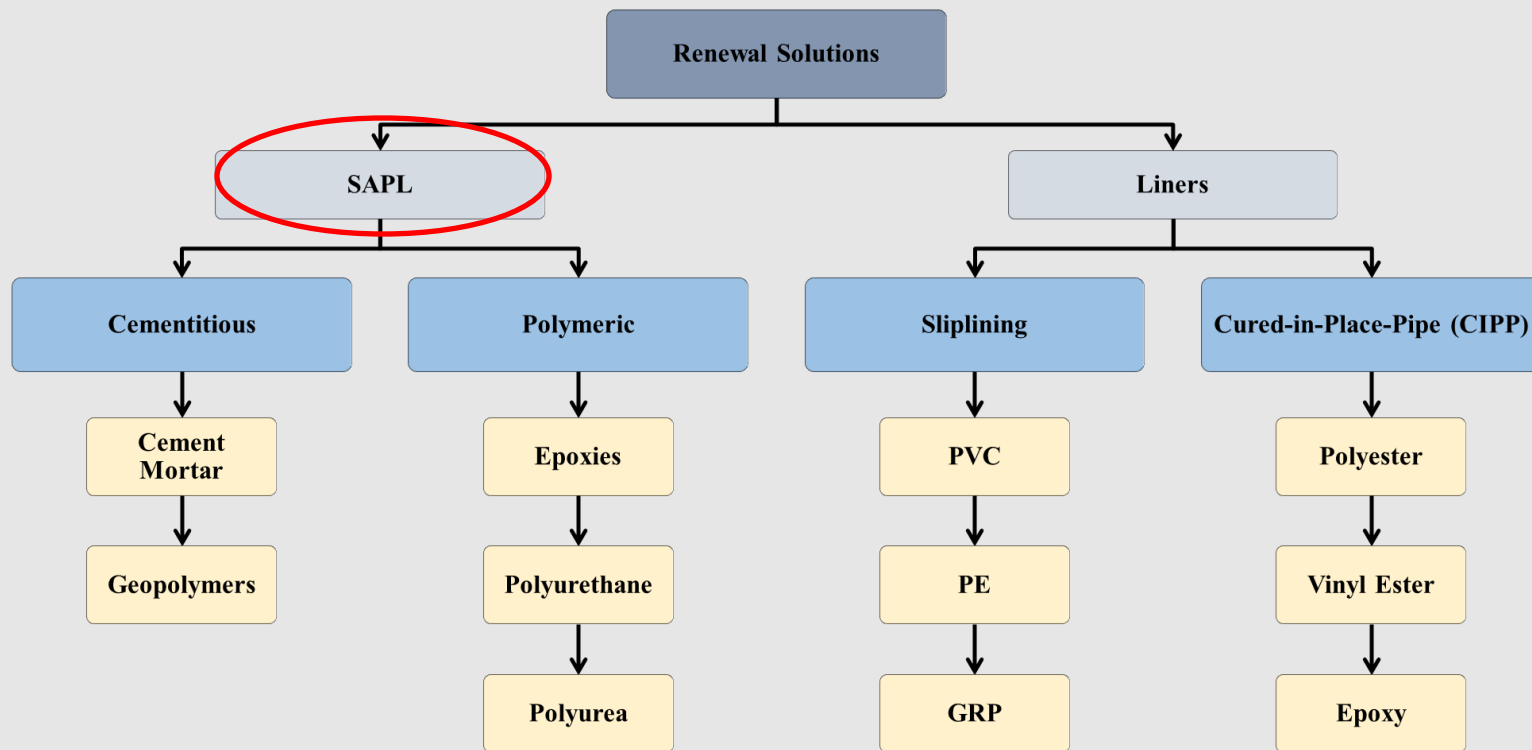 Renewal Solutions
SAPL
Liners
Cementitious
Polymeric
Sliplining
Cured-in-Place-Pipe (CIPP)
Cement
Mortar
Epoxies
PVC
Polyester
Geopolymers
Polyurethane
PE
Vinyl Ester
Polyurea
GRP
Epoxy